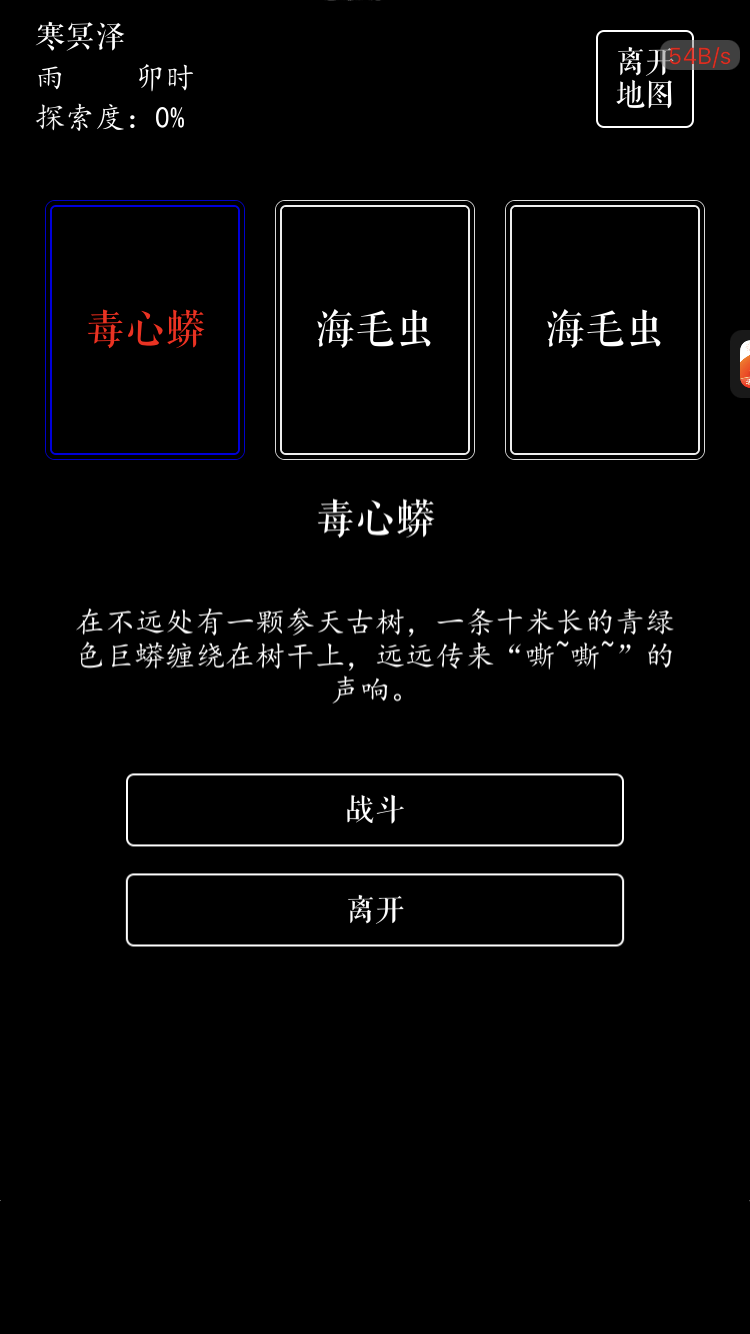 寒冥泽
雨 卯时
探索度：0%
离开
地图
54B/s
毒心蟒
海毛虫
海毛虫
毒心蟒
在不远处有一颗参天古树，一条十米长的青绿
色巨蟒缠绕在树干上，远远传来“嘶~嘶~”的
声响。
战斗
离开